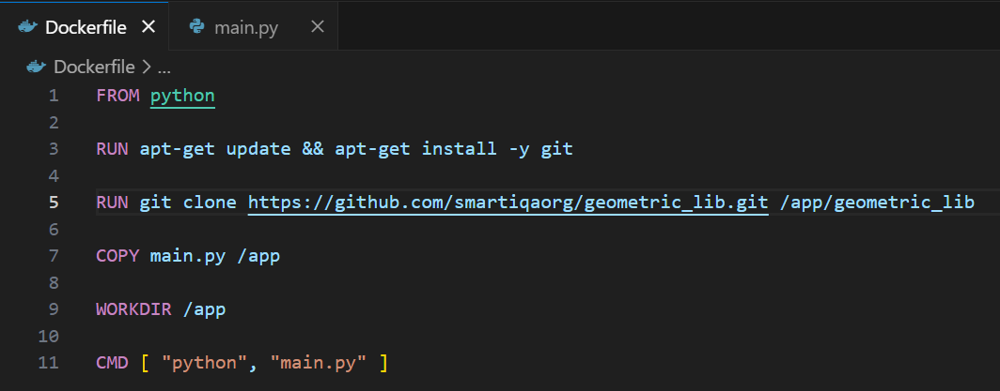 Dockerfile main.py
Dockerfile > ...
1 FROM python
2
3 RUN apt-get update && apt-get install -y git
4
5 RUN git clone https://github.com/smartiqaorg/geometric_lib.git /app/geometric_lib
6
7 COPY main.py /app
8
9 WORKDIR /app
10
11 CMD [ "python", "main.py" ]